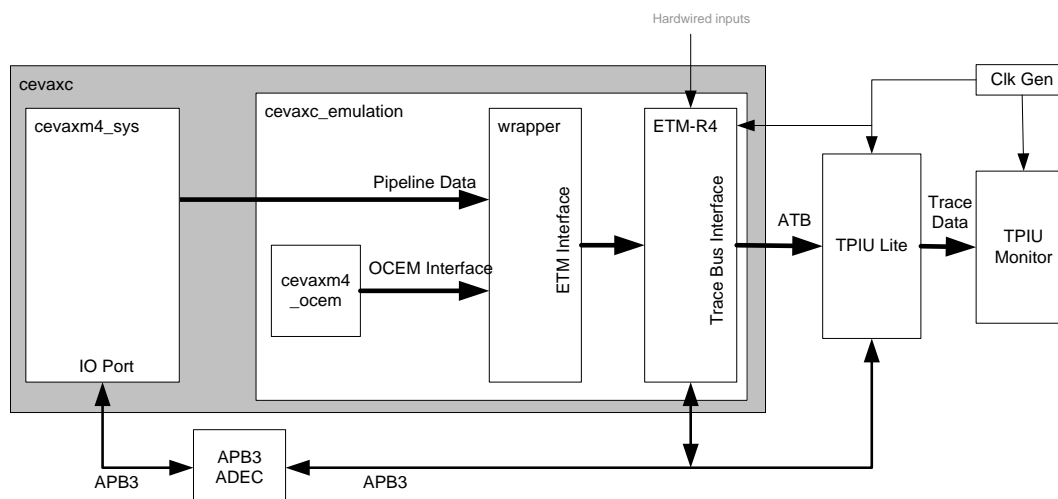 Hardwired inputs
cevaxc
Clk Gen
cevaxm4_sys
cevaxc_emulation
wrapper
ETM-R4
Pipeline Data
ETM Interface
Trace Bus Interface
ATB
Trace
Data
TPIU Lite
TPIU
Monitor
OCEM Interface
cevaxm4
_ocem
IO Port
APB3
ADEC
APB3
APB3